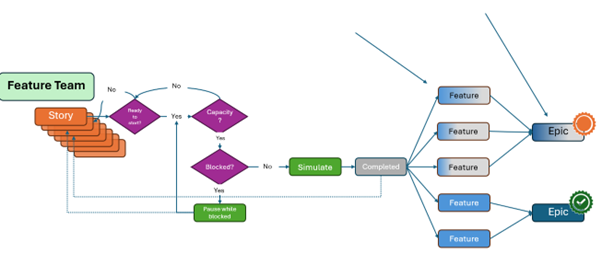 Feature Team
No
No
Story
Ready
to
start?
Yes
Capacity
?
Yes
Blocked?
No
Simulate
Completed
Yes
Pause while
blocked
Feature
Feature
Feature
Feature
Feature
Epic
Epic